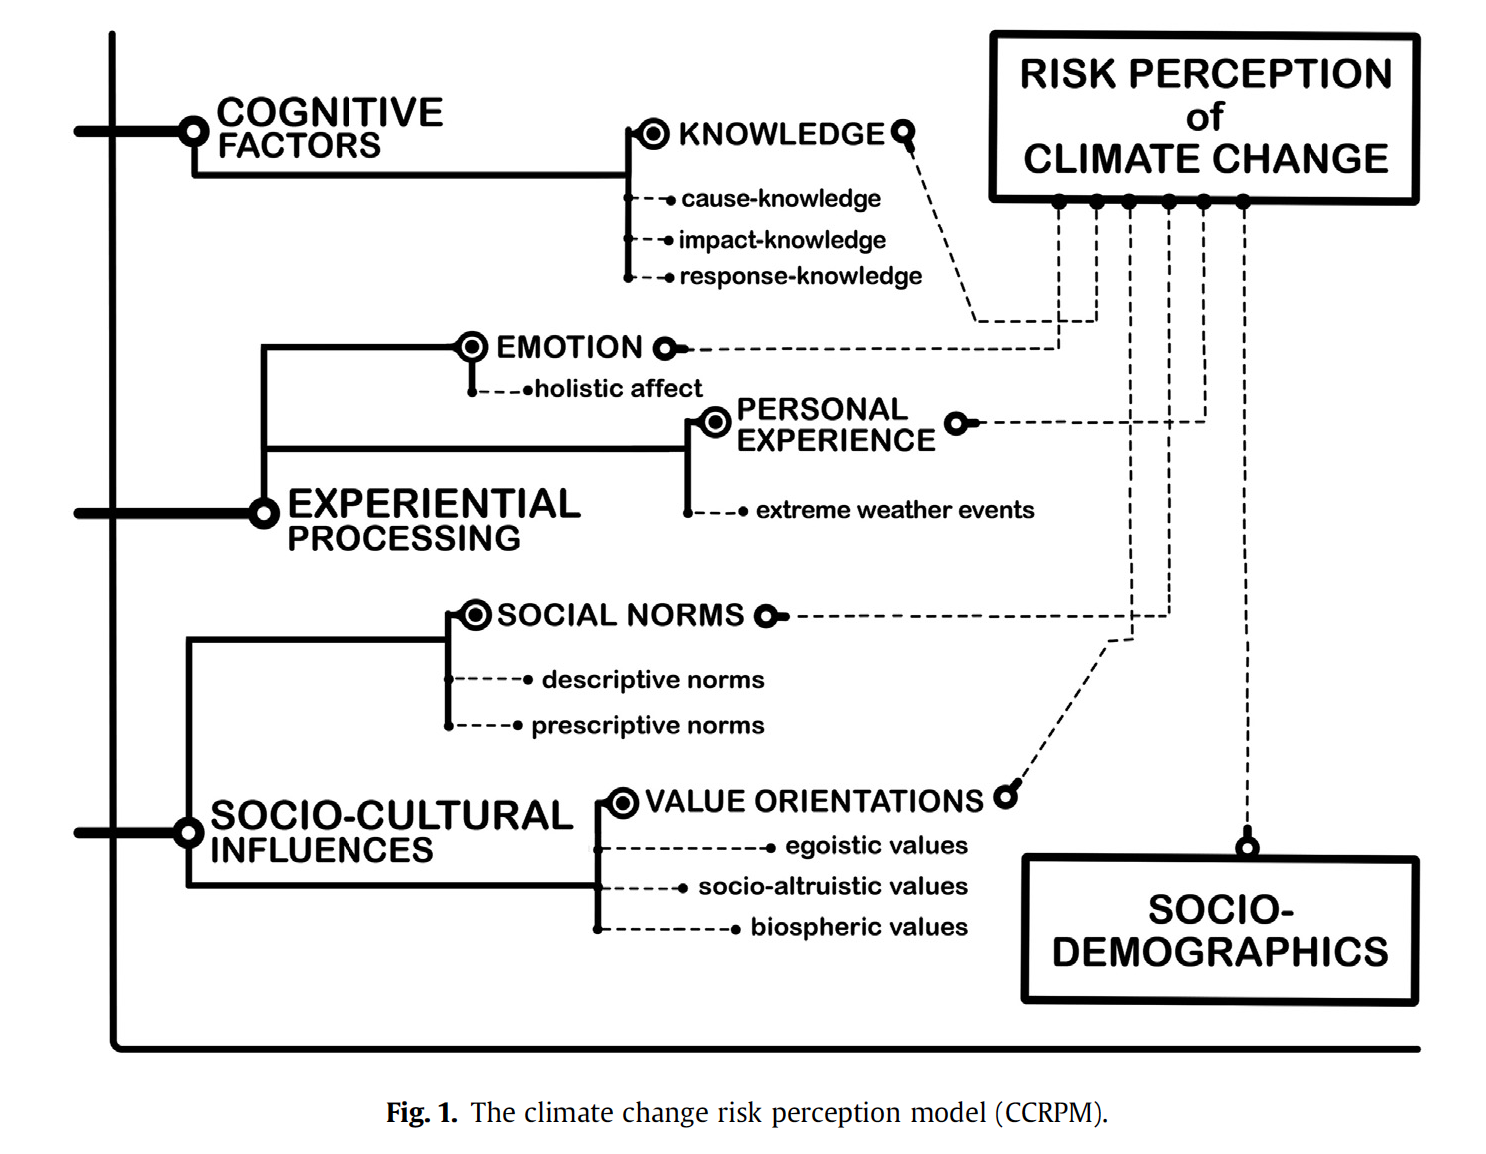 RISK PERCEPTION
of
CLIMATE CHANGE
COGNITIVE
FACTORS
KNOWLEDGE
cause-knowledge
impact-knowledge
response-knowledge
EMOTION
holistic affect
PERSONAL
EXPERIENCE
extreme weather events
EXPERIENTIAL
PROCESSING
SOCIAL NORMS
descriptive norms
prescriptive norms
SOCIO-CULTURAL
INFLUENCES
VALUE ORIENTATIONS
egoistic values
socio-altruistic values
biospheric values
SOCIO-
DEMOGRAPHICS
Fig. 1. The climate change risk perception model (CCRPM).